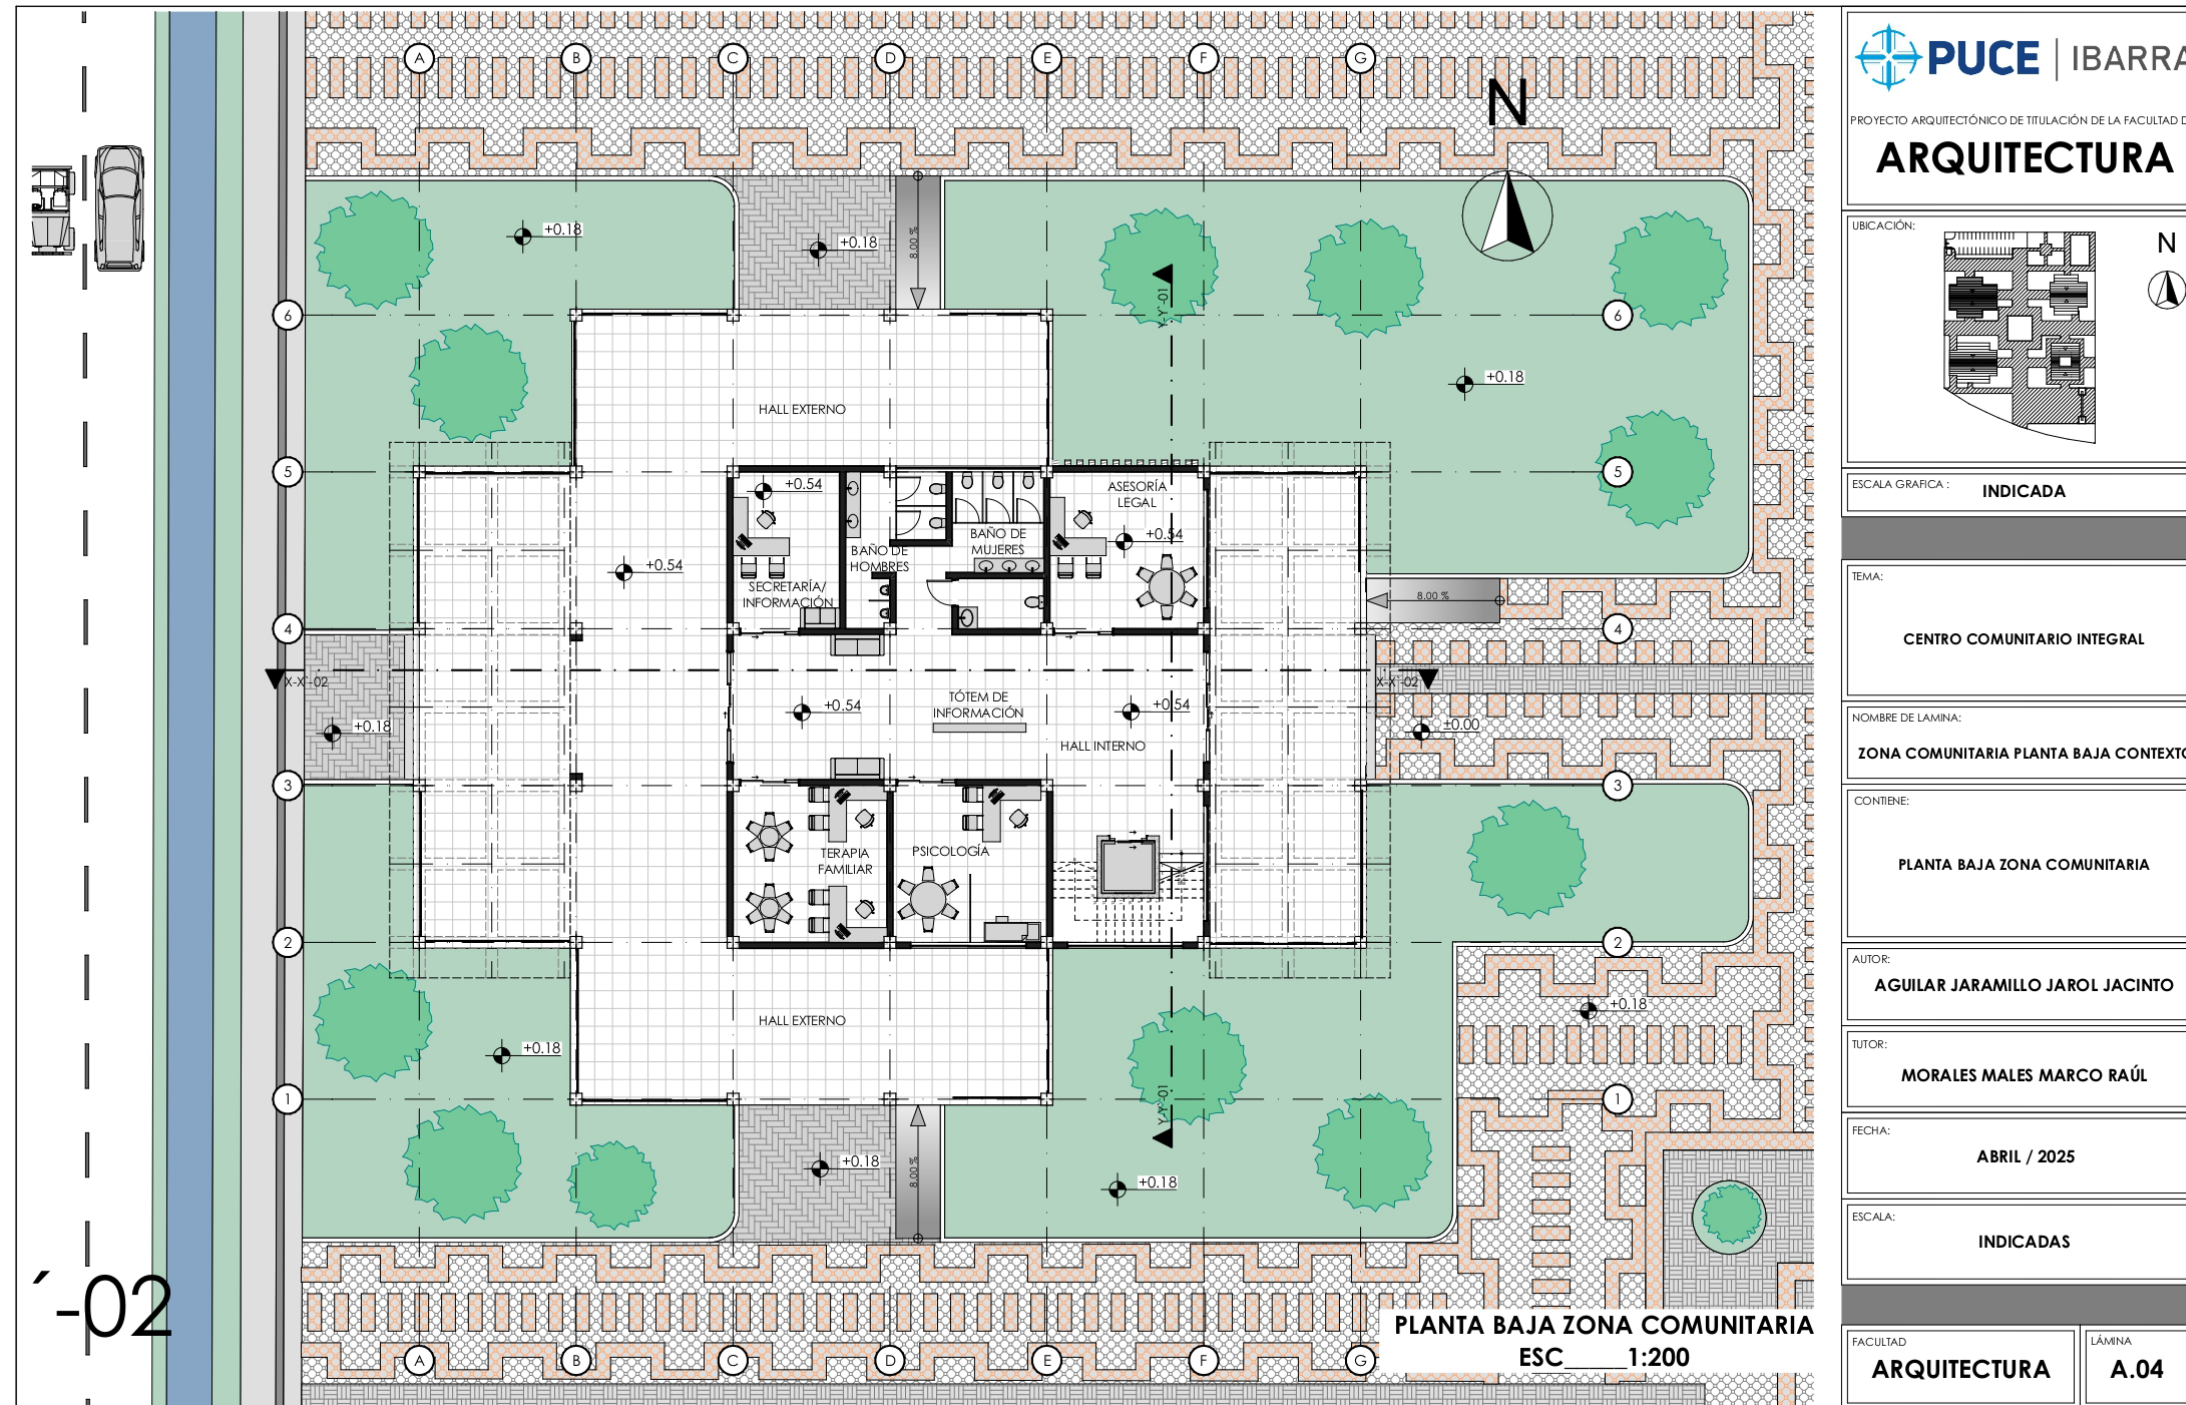 A B C D E F G
N
+0.18
+0.18
8.00 %
Y-Y´-01
6
6
+0.18
HALL EXTERNO
5
5
+0.54
ASESORÍA
LEGAL
+0.54
BAÑO DE
MUJERES
BAÑO DE
HOMBRES
+0.54
SECRETARÍA/
INFORMACIÓN
8.00 %
4
4
X-X´-02
X-X´-02
TÓTEM DE
INFORMACIÓN
+0.54
+0.54
+0.18
±0.00
HALL INTERNO
3
3
TERAPIA
FAMILIAR
PSICOLOGÍA
2
2
+0.18
HALL EXTERNO
+0.18
1
1
Y-Y´-01
+0.18
8.00 %
+0.18
´-02
A B C D E F G
PLANTA BAJA ZONA COMUNITARIA
ESC_____1:200
PUCE | IBARRA
PROYECTO ARQUITECTÓNICO DE TITULACIÓN DE LA FACULTAD D
ARQUITECTURA
UBICACIÓN:
N
ESCALA GRAFICA : INDICADA
TEMA:
CENTRO COMUNITARIO INTEGRAL
NOMBRE DE LAMINA:
ZONA COMUNITARIA PLANTA BAJA CONTEXTO
CONTIENE:
PLANTA BAJA ZONA COMUNITARIA
AUTOR:
AGUILAR JARAMILLO JAROL JACINTO
TUTOR:
MORALES MALES MARCO RAÚL
FECHA:
ABRIL / 2025
ESCALA:
INDICADAS
FACULTAD
ARQUITECTURA
LÁMINA
A.04